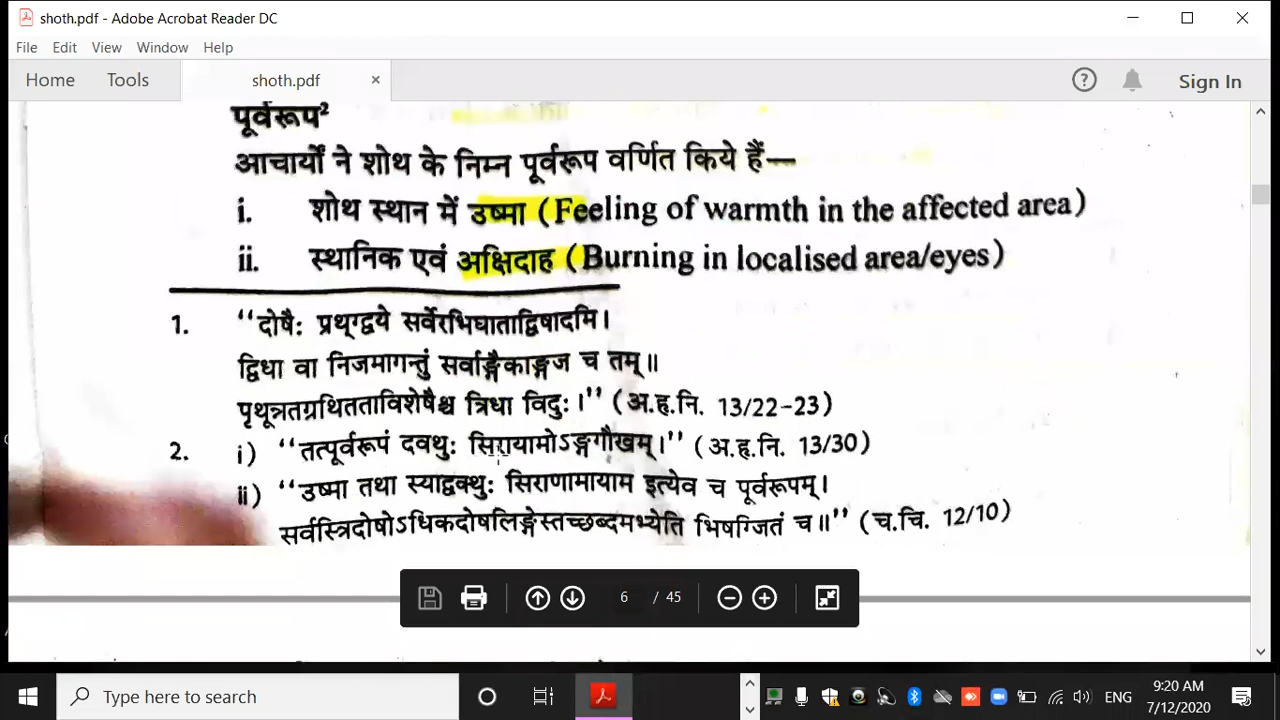 shoth.pdf - Adobe Acrobat Reader DC
File Edit View Window Help
Home Tools shoth.pdf × Sign In
पूर्वरूप²
आचार्यों ने शोथ के निम्न पूर्वरूप वर्णित किये हैं—
i. शोथ स्थान में उष्मा (Feeling of warmth in the affected area)
ii. स्थानिक एवं अक्षिदाह (Burning in localised area/eyes)
1. “दोषैः प्रथग्द्वये सर्वेरभिघाताद्विषादमि।
द्विधा वा निजमागन्तुं सर्वाङ्गैकाङ्गज च तम्॥
पृथून्नतग्रथितताविशेषैश्च त्रिधा विदुः।” (अ.हृ.नि. 13/22-23)
2. i) “तत्पूर्वरूपं दवथुः सिरायामोऽङ्गगौखम्।” (अ.हृ.नि. 13/30)
ii) “उष्मा तथा स्याद्दवक्थुः सिराणामायाम इत्येव च पूर्वरूपम्।
सर्वस्त्रिदोषोऽधिकदोषलिङ्गेस्तच्छब्दमभ्येति भिषग्जितं च॥” (च.चि. 12/10)
6 / 45
Type here to search
ENG
9:20 AM
7/12/2020